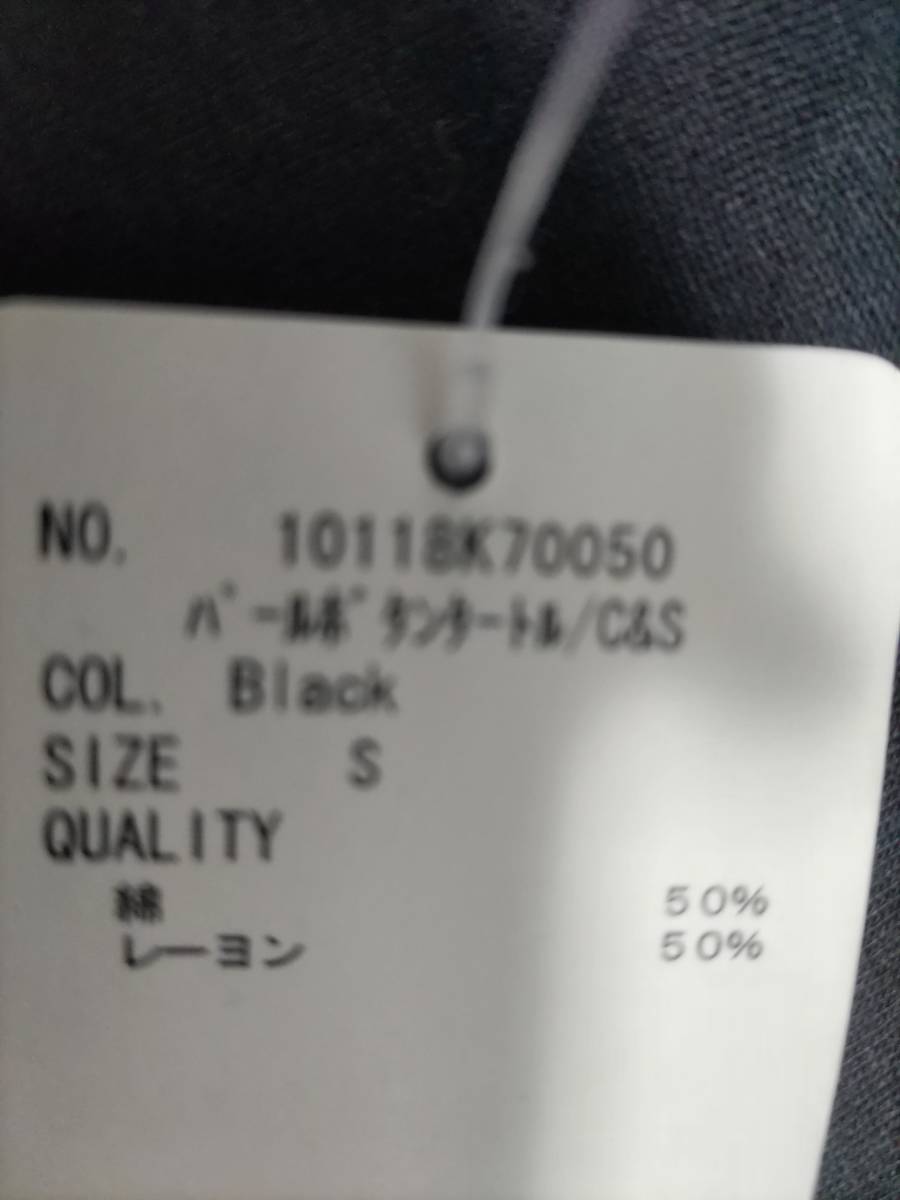 NO. 10118K70050
ﾊﾟｰﾙﾎﾞﾀﾝﾀｰﾄﾙ/C&S
COL. Black
SIZE S
QUALITY
綿 50%
レーヨン 50%